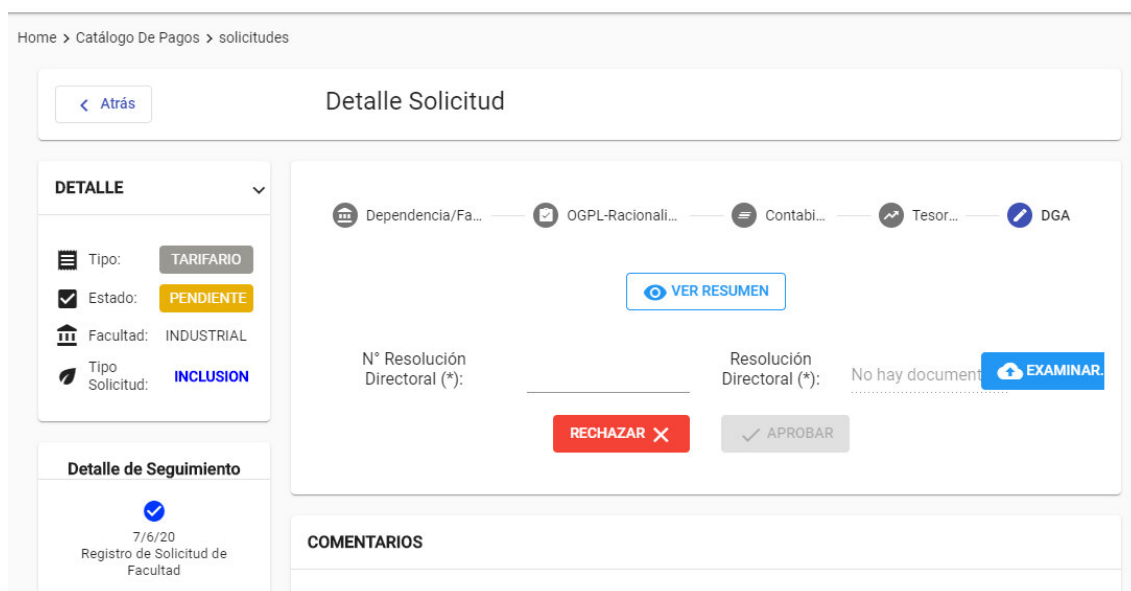 Home > Catálogo De Pagos > solicitudes
Atrás
Detalle Solicitud
DETALLE
Tipo: TARIFARIO
Estado: PENDIENTE
Facultad: INDUSTRIAL
Tipo
Solicitud: INCLUSION
Detalle de Seguimiento
7/6/20
Registro de Solicitud de
Facultad
Dependencia/Fa... OGPL-Racionali... Contabi... Tesor... DGA
VER RESUMEN
N° Resolución
Directoral (*):
Resolución
Directoral (*):
No hay document
EXAMINAR.
RECHAZAR
APROBAR
COMENTARIOS